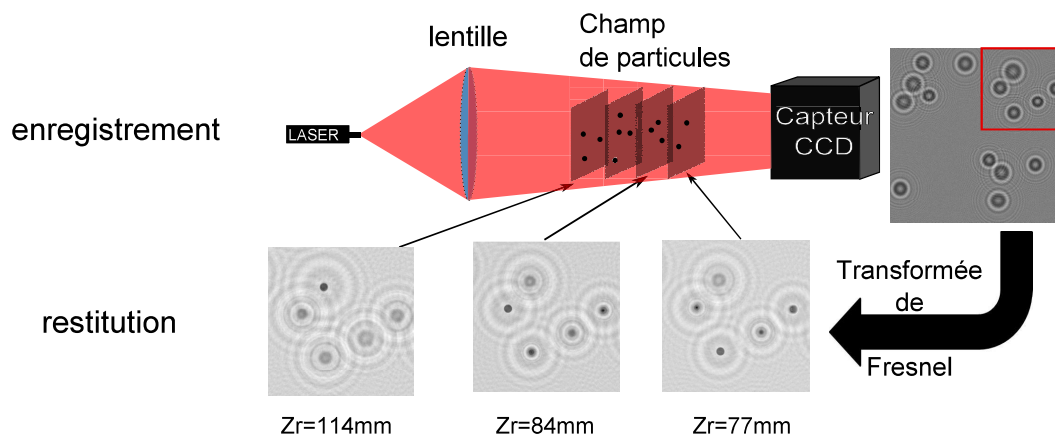 lentille
Champ
de particules
enregistrement
LASER
Capteur
CCD
Transformée
de
Fresnel
restitution
Zr=114mm
Zr=84mm
Zr=77mm